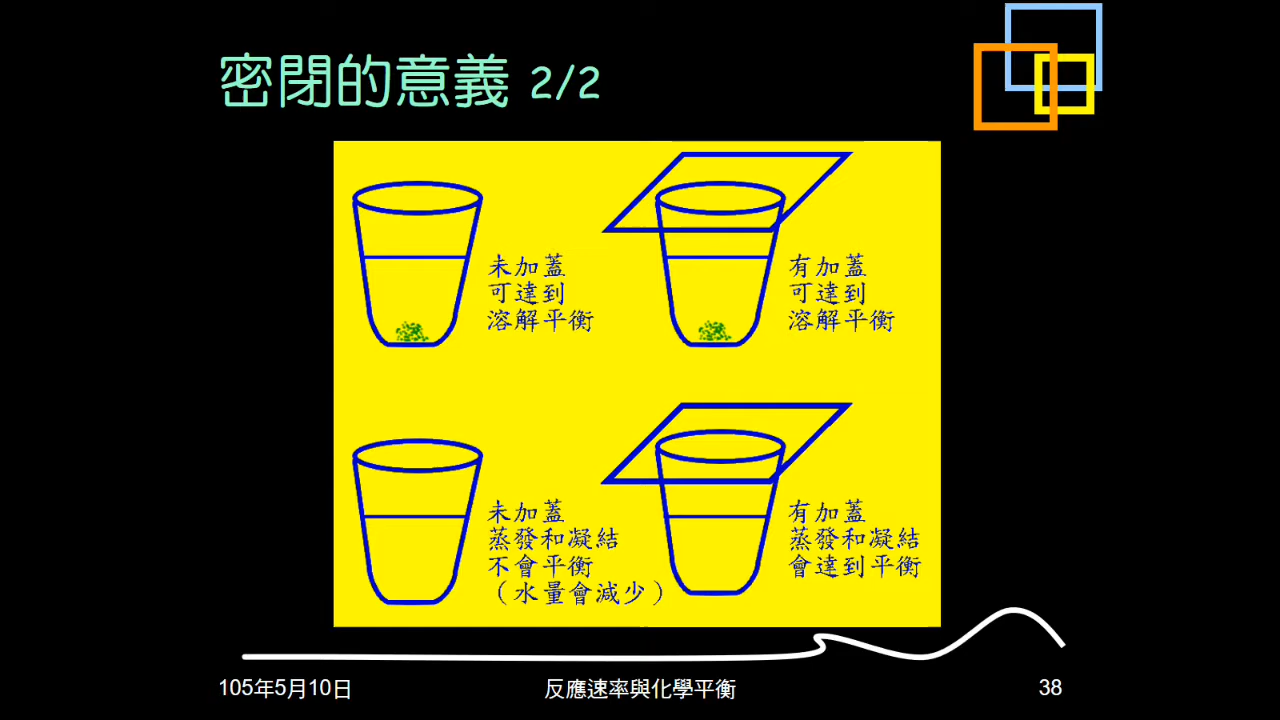 密閉的意義 2/2
未加蓋
可達到
溶解平衡
有加蓋
可達到
溶解平衡
未加蓋
蒸發和凝結
不會平衡
（水量會減少）
有加蓋
蒸發和凝結
會達到平衡
105年5月10日
反應速率與化學平衡
38